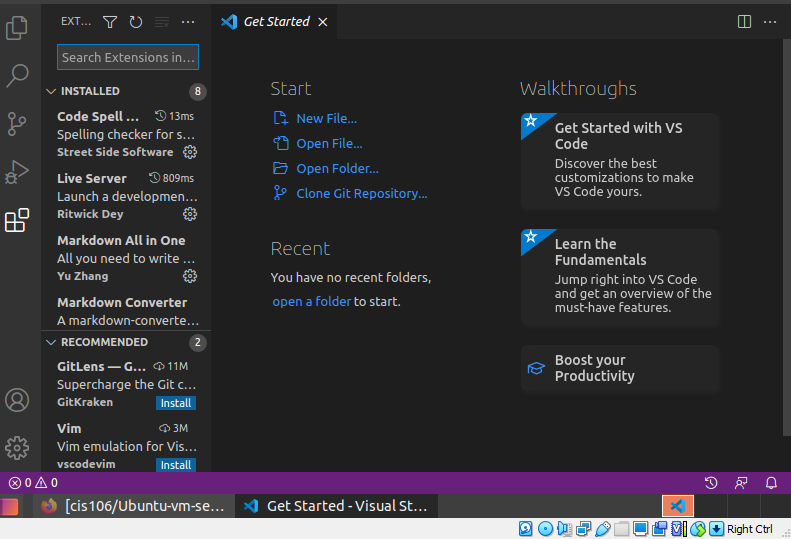 EXT...
Get Started
Search Extensions in...
INSTALLED
8
Code Spell ... 13ms
Spelling checker for s...
Street Side Software
Live Server 809ms
Launch a developmen...
Ritwick Dey
Markdown All in One
All you need to write ...
Yu Zhang
Markdown Converter
A markdown-converte...
RECOMMENDED
2
GitLens — G... 11M
Supercharge the Git c...
GitKraken
Install
Vim 3M
Vim emulation for Vis...
vscodevim
Install
Start
New File...
Open File...
Open Folder...
Clone Git Repository...
Recent
You have no recent folders,
open a folder to start.
Walkthroughs
Get Started with VS
Code
Discover the best
customizations to make
VS Code yours.
Learn the
Fundamentals
Jump right into VS Code
and get an overview of the
must-have features.
Boost your
Productivity
0 0
[cis106/Ubuntu-vm-se...
Get Started - Visual St...
Right Ctrl